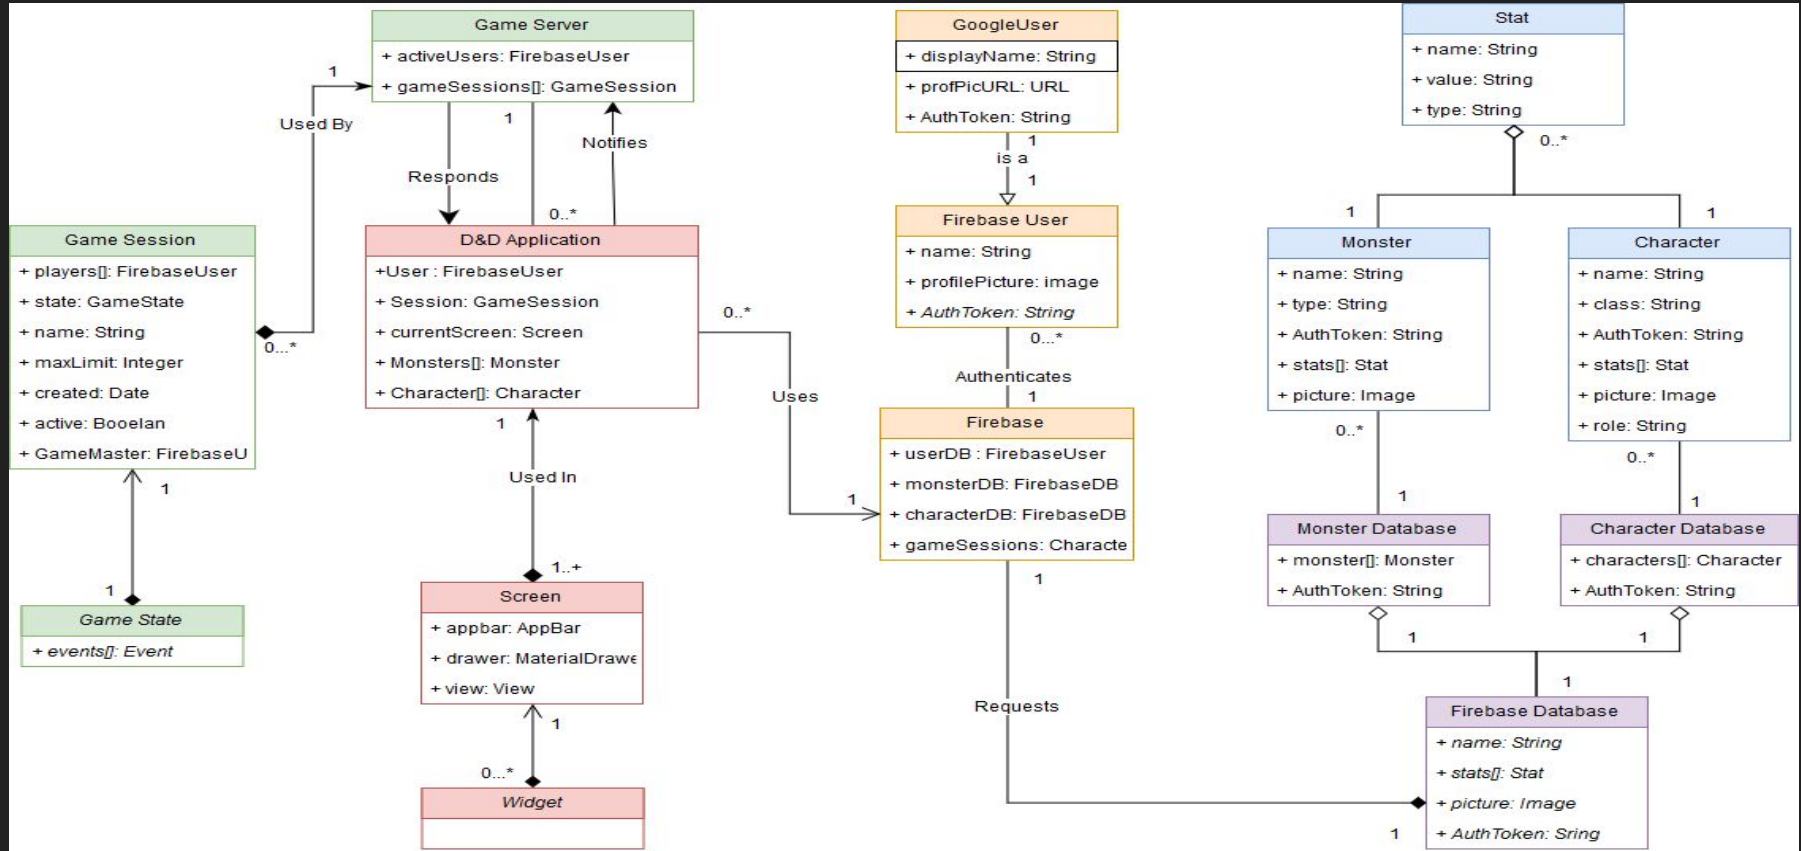 Game Server
+ activeUsers: FirebaseUser
+ gameSessions[]: GameSession
1
Used By
0...*
Responds
1
0..*
Notifies
Game Session
+ players[]: FirebaseUser
+ state: GameState
+ name: String
+ maxLimit: Integer
+ created: Date
+ active: Booelan
+ GameMaster: FirebaseU
1
1
Game State
+ events[]: Event
D&D Application
+User : FirebaseUser
+ Session: GameSession
+ currentScreen: Screen
+ Monsters[]: Monster
+ Character[]: Character
1
Used In
1..+
Screen
+ appbar: AppBar
+ drawer: MaterialDrawe
+ view: View
1
0...*
Widget
0..*
Uses
1
GoogleUser
+ displayName: String
+ profPicURL: URL
+ AuthToken: String
1
is a
1
Firebase User
+ name: String
+ profilePicture: image
+ AuthToken: String
0...*
Authenticates
1
Firebase
+ userDB : FirebaseUser
+ monsterDB: FirebaseDB
+ characterDB: FirebaseDB
+ gameSessions: Characte
1
Requests
1
Stat
+ name: String
+ value: String
+ type: String
0..*
1
1
Monster
+ name: String
+ type: String
+ AuthToken: String
+ stats[]: Stat
+ picture: Image
0..*
1
Character
+ name: String
+ class: String
+ AuthToken: String
+ stats[]: Stat
+ picture: Image
+ role: String
0..*
1
Monster Database
+ monster[]: Monster
+ AuthToken: String
1
Character Database
+ characters[]: Character
+ AuthToken: String
1
1
Firebase Database
+ name: String
+ stats[]: Stat
+ picture: Image
+ AuthToken: Sring